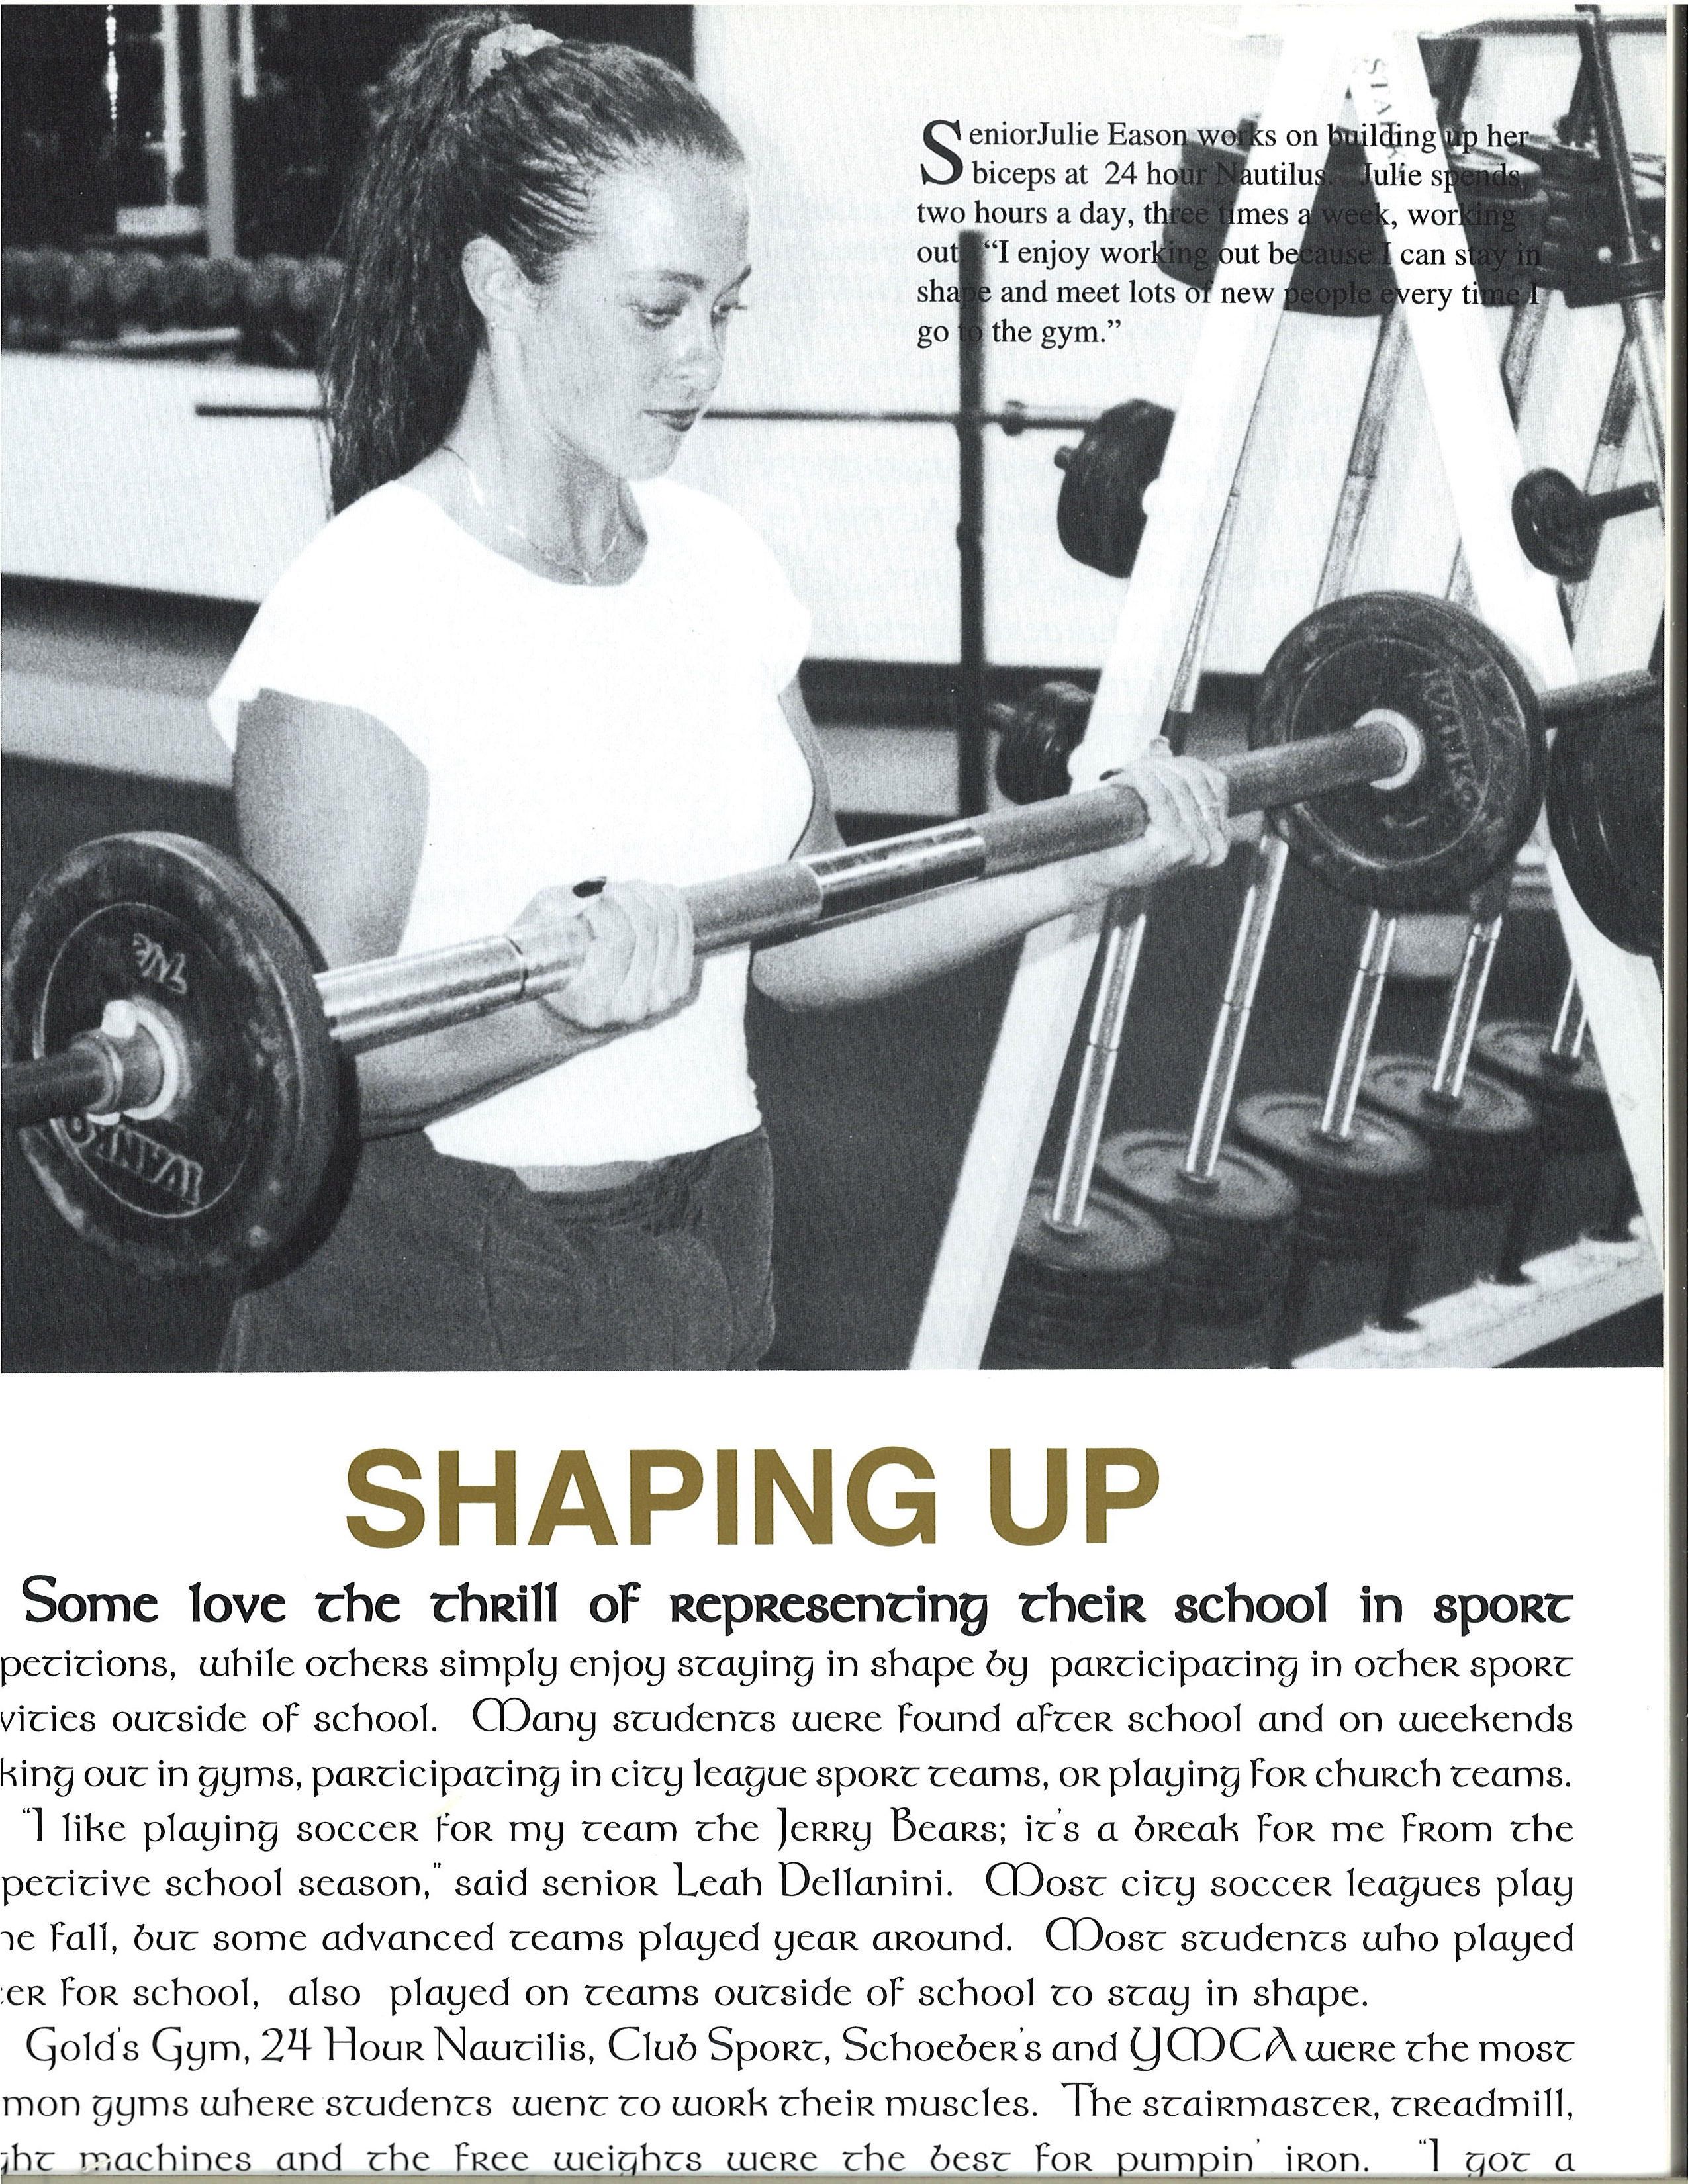 SeniorJulie Eason works on building up her
biceps at 24 hour Nautilus. Julie spends
two hours a day, three times a week, working
out. “I enjoy working out because I can stay in
shape and meet lots of new people every time I
go to the gym.”
IVANKO
2½
IVANKO
SHAPING UP
Some love the thrill of representing their school in sport
petitions, while others simply enjoy staying in shape by participating in other sport
vities outside of school. Many students were found after school and on weekends
king out in gyms, participating in city league sport teams, or playing for church teams.
“I like playing soccer for my team the Jerry Bears; it's a break for me from the
petitive school season,” said senior Leah Dellanini. Most city soccer leagues play
he fall, but some advanced teams played year around. Most students who played
cer for school, also played on teams outside of school to stay in shape.
Gold's Gym, 24 Hour Nautilis, Club Sport, Schoeber's and YMCA were the most
mon gyms where students went to work their muscles. The stairmaster, treadmill,
ght machines and the free weights were the best for pumpin' iron. “I got a